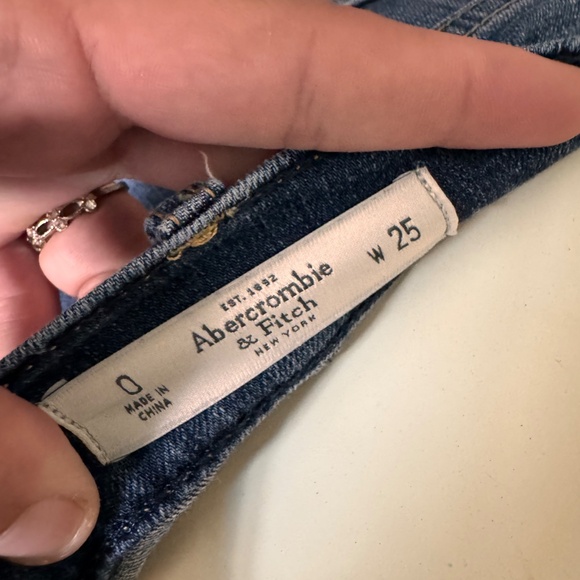 0
MADE IN
CHINA
EST. 1892
Abercrombie
& Fitch
NEW YORK
W 25